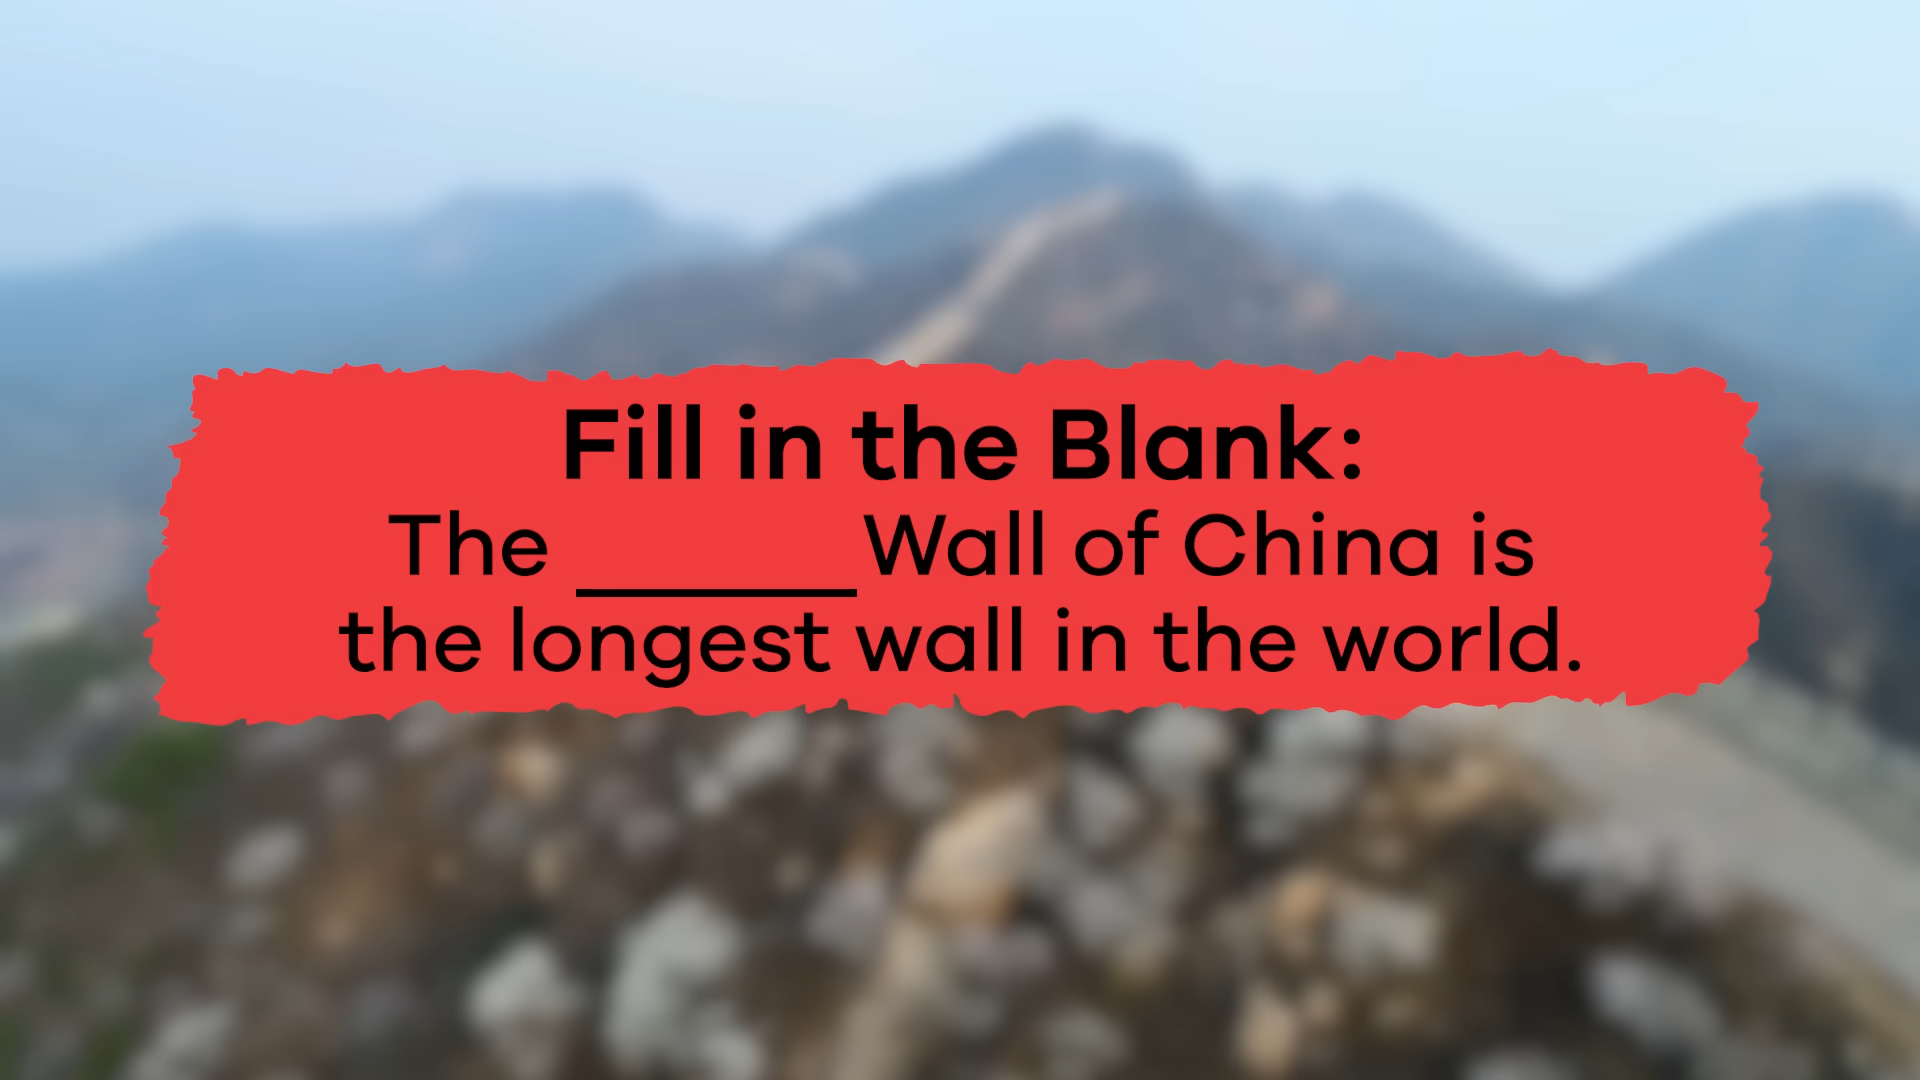 Fill in the Blank:
The ______ Wall of China is
the longest wall in the world.